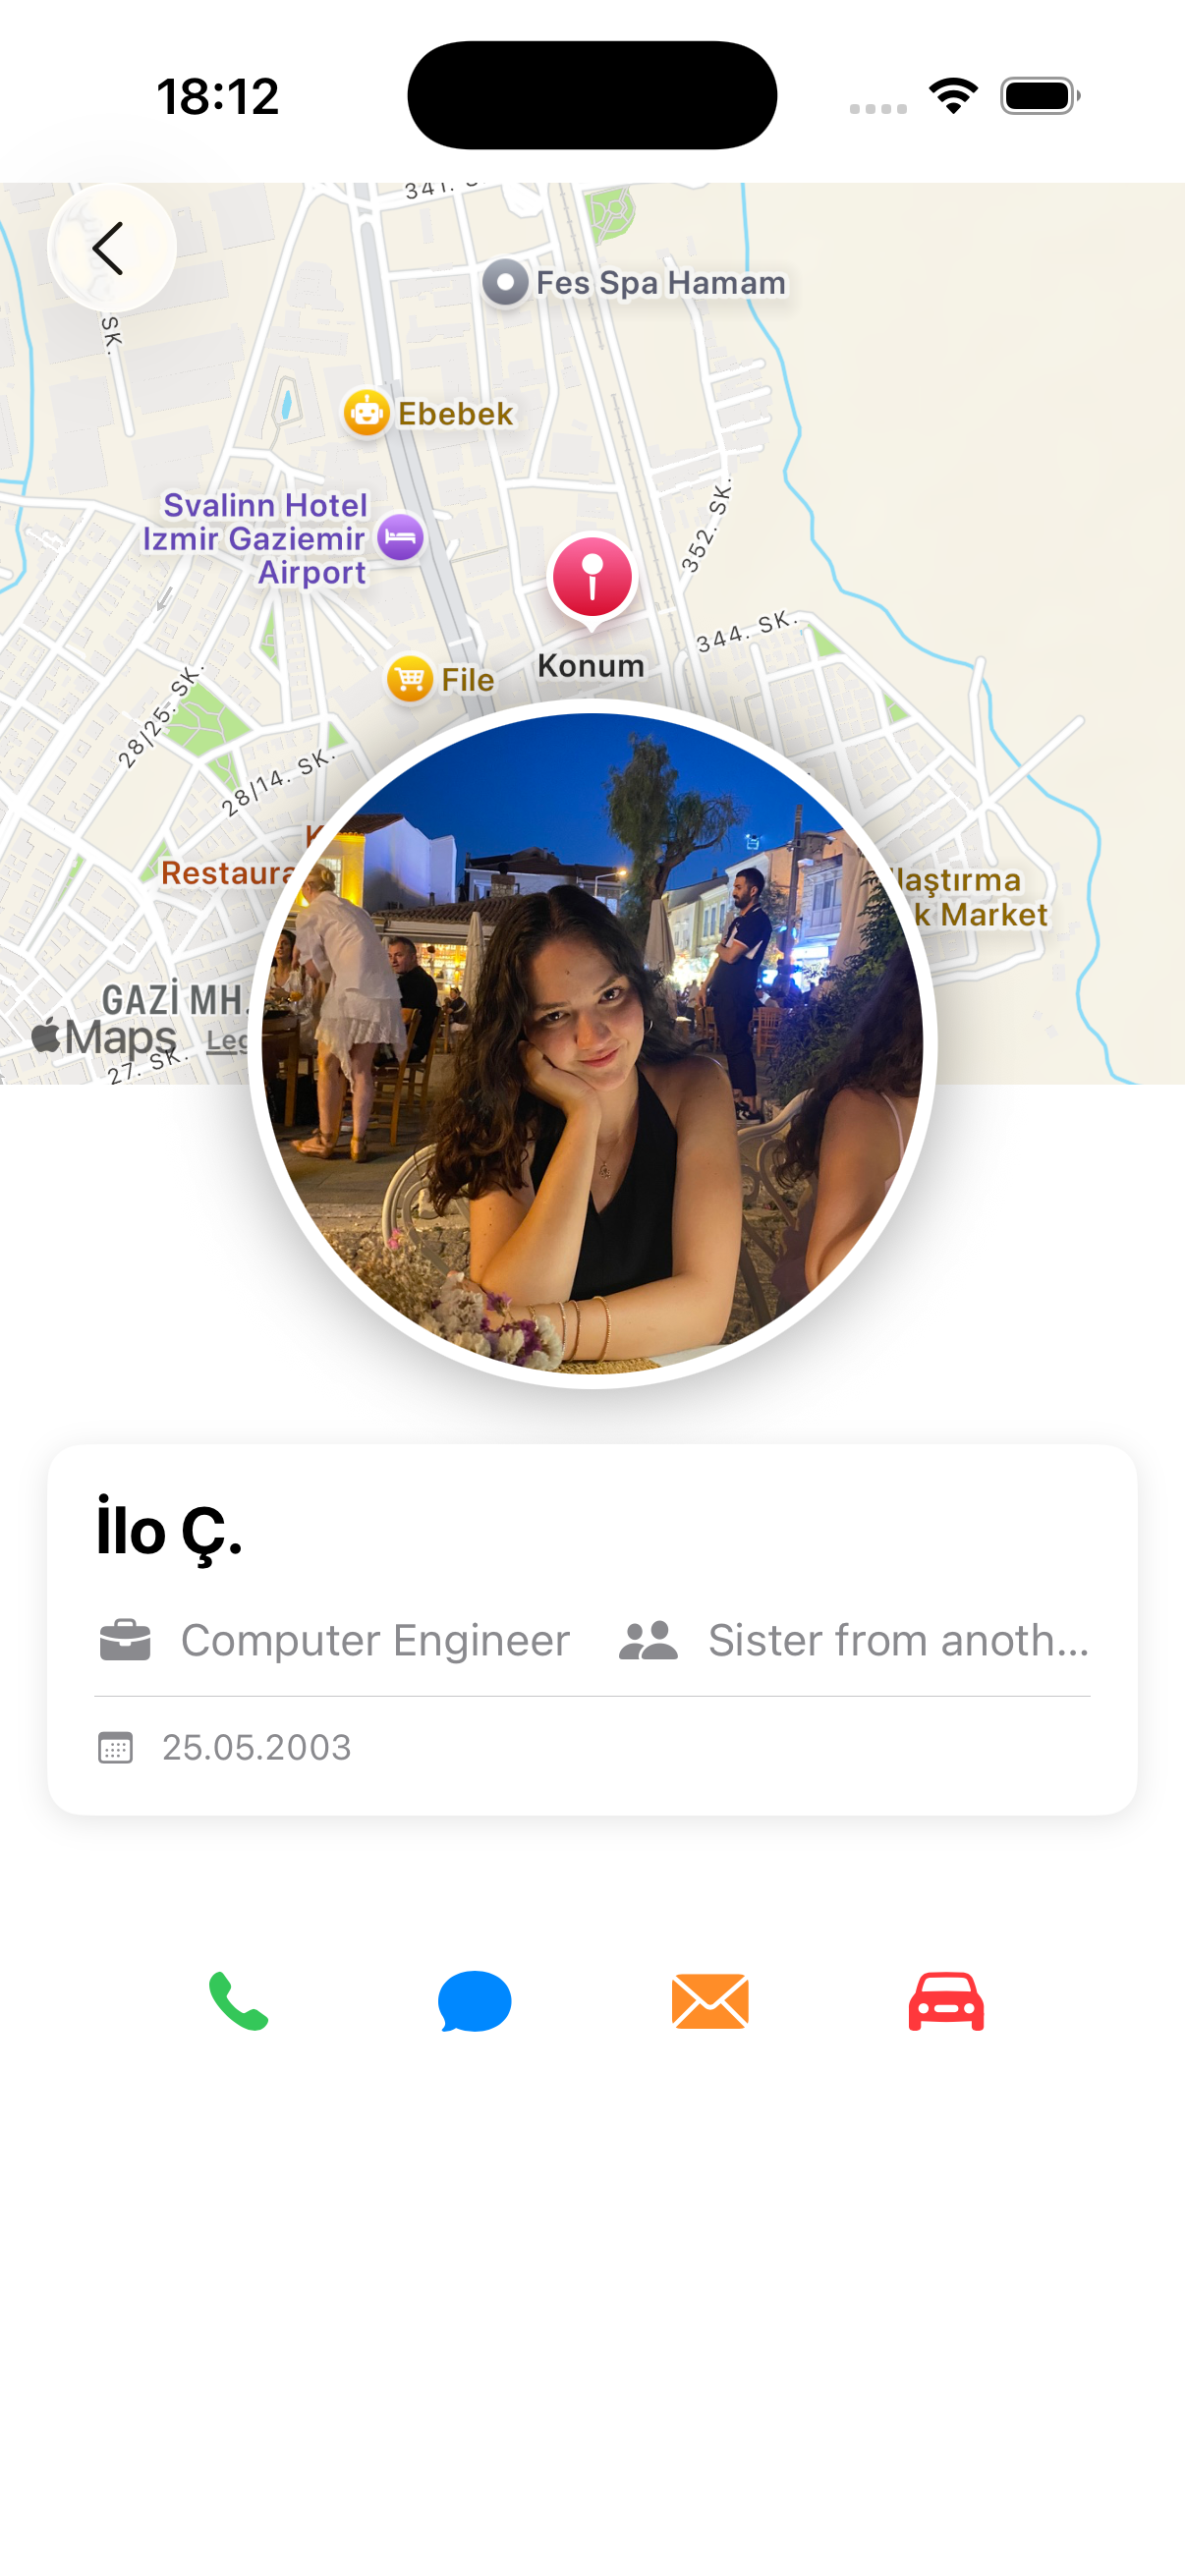 18:12
341. S
Fes Spa Hamam
SK.
Ebebek
Svalinn Hotel
Izmir Gaziemir
Airport
352. SK.
344. SK.
Konum
File
28/25. SK.
28/14. SK.
K
Restaura
laştırma
k Market
GAZİ MH.
Maps
Leg
27. SK.
İlo Ç.
Computer Engineer
Sister from anoth...
25.05.2003